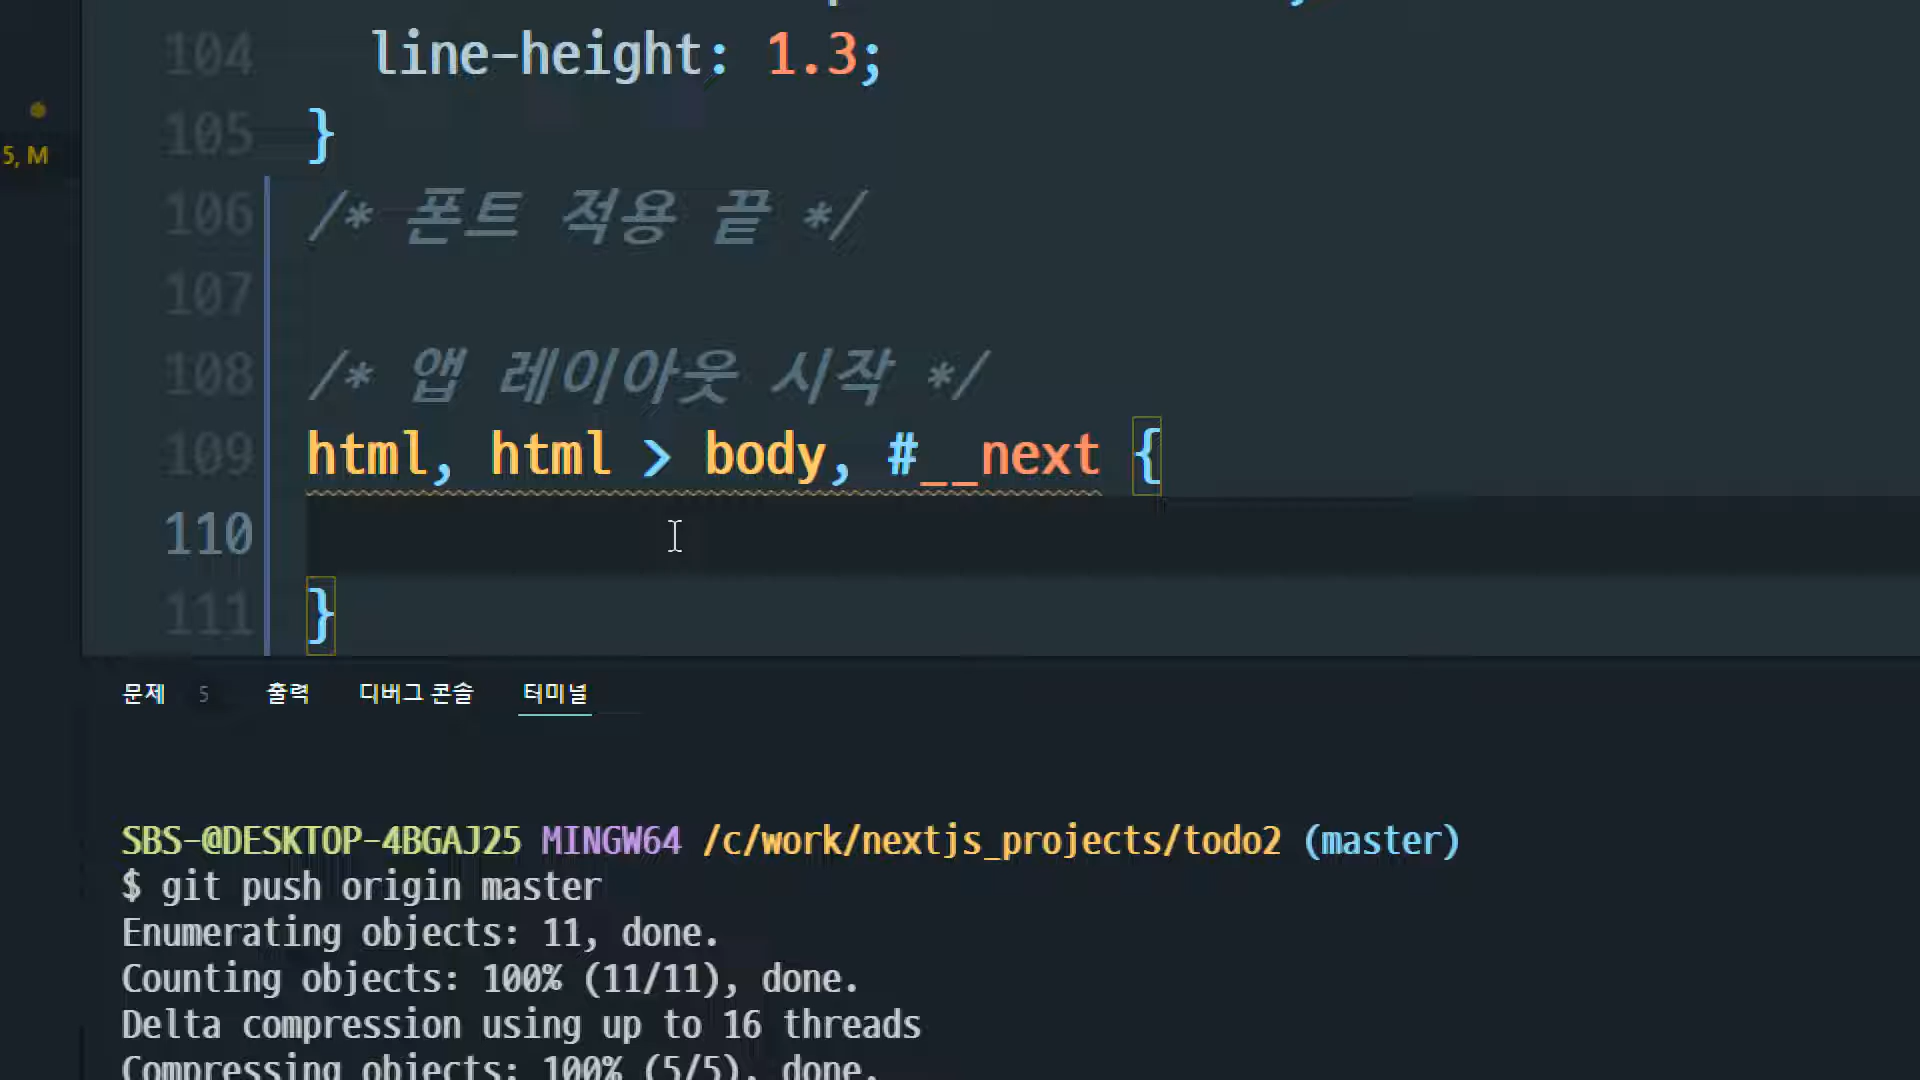 104 line-height: 1.3;
5, M
105 }
106 /* 폰트 적용 끝 */
107
108 /* 앱 레이아웃 시작 */
109 html, html > body, #__next {
110
111 }
문제 5 출력 디버그 콘솔 터미널
SBS-@DESKTOP-4BGAJ25 MINGW64 /c/work/nextjs_projects/todo2 (master)
$ git push origin master
Enumerating objects: 11, done.
Counting objects: 100% (11/11), done.
Delta compression using up to 16 threads
Compressing objects: 100% (5/5), done.